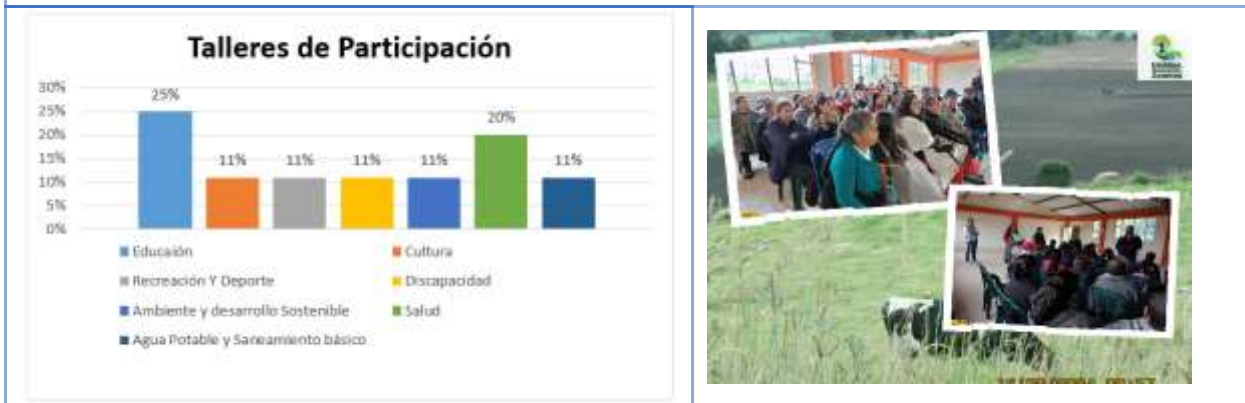 Talleres de Participación
30%
25%
20%
15%
10%
5%
0%
25%
11%
11%
11%
11%
20%
11%
Educaión
Cultura
Recreación Y Deporte
Discapacidad
Ambiente y desarrollo Sostenible
Salud
Agua Potable y Saneamiento básico